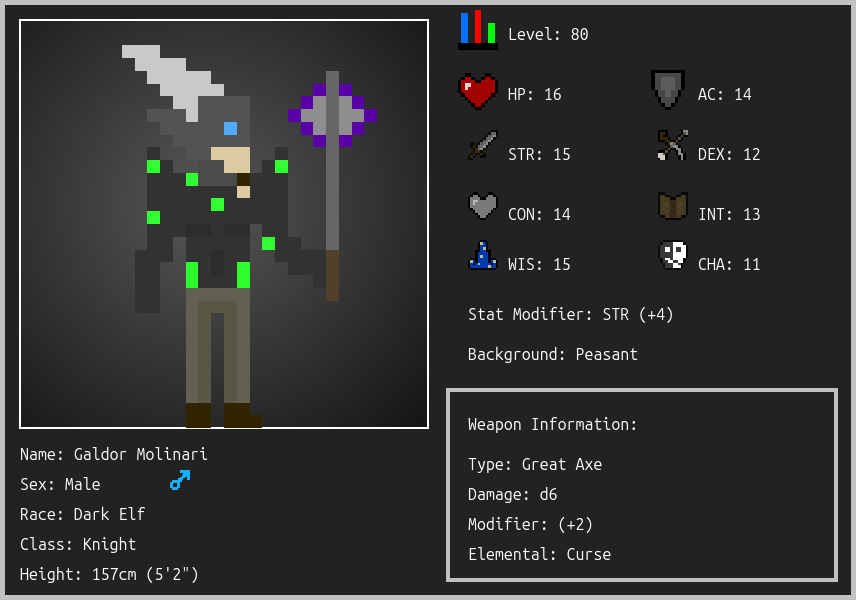 Level: 80
HP: 16
AC: 14
STR: 15
DEX: 12
CON: 14
INT: 13
WIS: 15
CHA: 11
Stat Modifier: STR (+4)
Background: Peasant
Weapon Information:
Type: Great Axe
Damage: d6
Modifier: (+2)
Elemental: Curse
Name: Galdor Molinari
Sex: Male
Race: Dark Elf
Class: Knight
Height: 157cm (5'2")